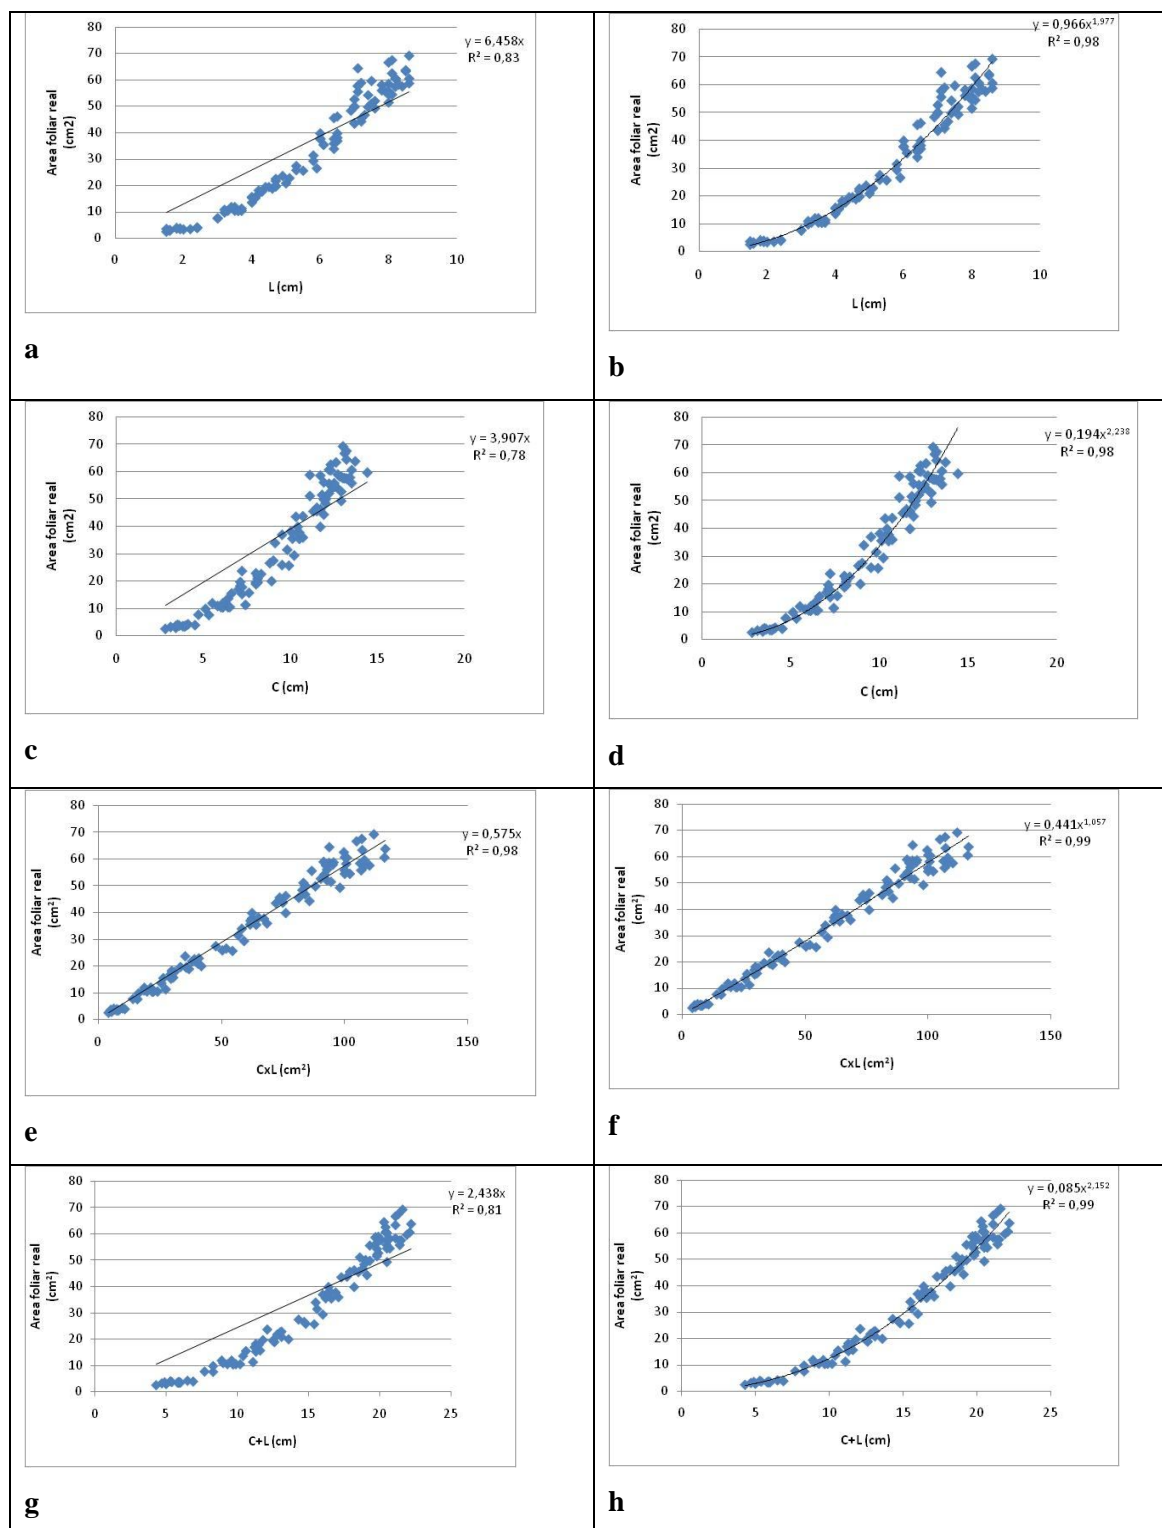 y = 6,458x
R² = 0,83
Area foliar real
(cm2)
80
70
60
50
40
30
20
10
0
0 2 4 6 8 10
L (cm)
a
y = 0,966x^1,977
R² = 0,98
Area foliar real
(cm2)
80
70
60
50
40
30
20
10
0
0 2 4 6 8 10
L (cm)
b
y = 3,907x
R² = 0,78
Area foliar real
(cm2)
80
70
60
50
40
30
20
10
0
0 5 10 15 20
C (cm)
c
y = 0,194x^2,238
R² = 0,98
Area foliar real
(cm2)
80
70
60
50
40
30
20
10
0
0 5 10 15 20
C (cm)
d
y = 0,575x
R² = 0,98
Area foliar real
(cm²)
80
70
60
50
40
30
20
10
0
0 50 100 150
CxL (cm²)
e
y = 0,441x^1,057
R² = 0,99
Area foliar real
(cm²)
80
70
60
50
40
30
20
10
0
0 50 100 150
CxL (cm²)
f
y = 2,438x
R² = 0,81
Area foliar real
(cm²)
80
70
60
50
40
30
20
10
0
0 5 10 15 20 25
C+L (cm)
g
y = 0,085x^2,152
R² = 0,99
Area foliar real
(cm²)
80
70
60
50
40
30
20
10
0
0 5 10 15 20 25
C+L (cm)
h